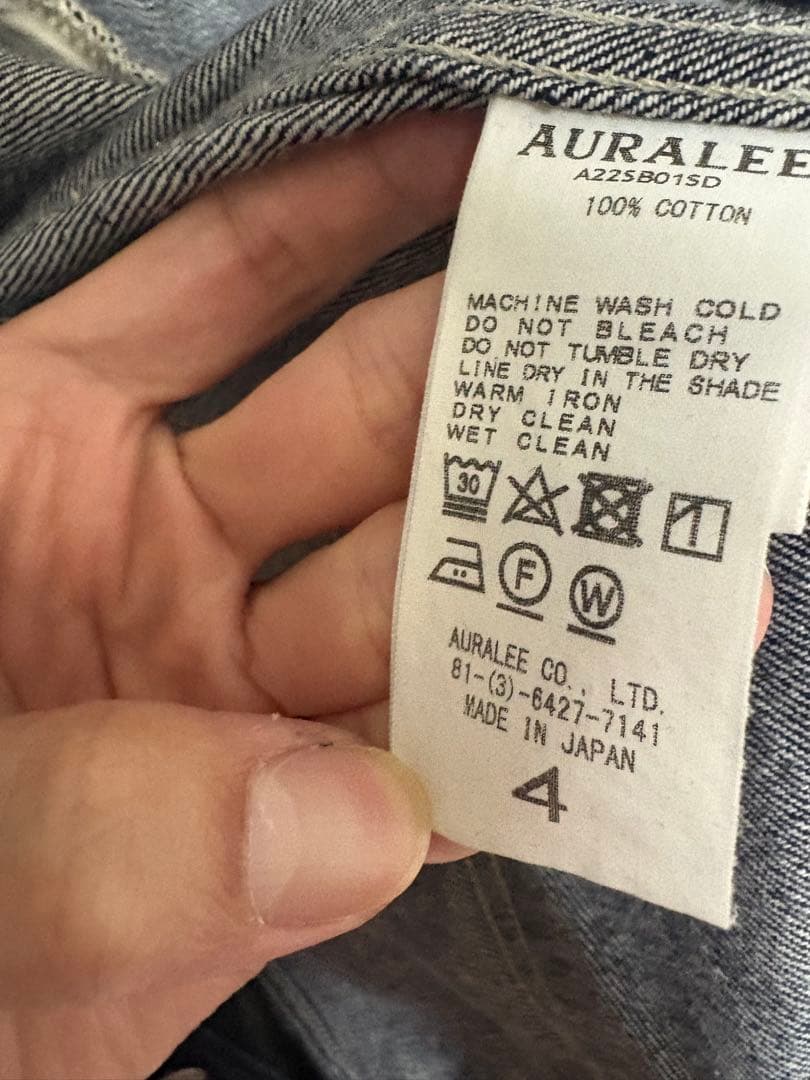 AURALEE
A22SB01SD
100% COTTON
MACHINE WASH COLD
DO NOT BLEACH
DO NOT TUMBLE DRY
LINE DRY IN THE SHADE
WARM IRON
DRY CLEAN
WET CLEAN
30
F
W
AURALEE CO., LTD.
81-(3)-6427-7141
MADE IN JAPAN
4